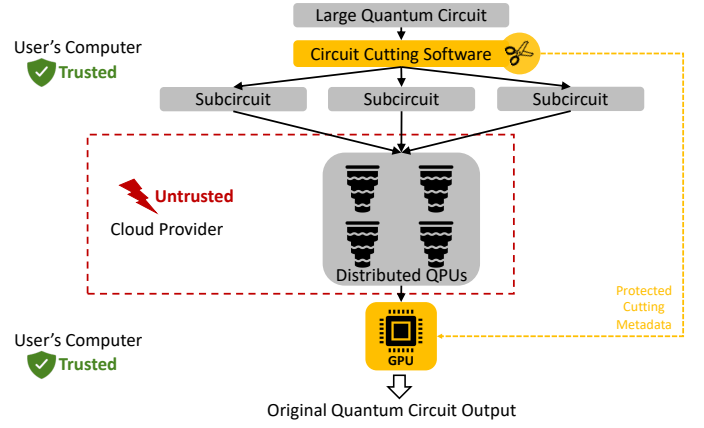 Large Quantum Circuit
User's Computer
Trusted
Circuit Cutting Software
Subcircuit
Subcircuit
Subcircuit
Untrusted
Cloud Provider
Distributed QPUs
Protected
Cutting
Metadata
GPU
User's Computer
Trusted
Original Quantum Circuit Output